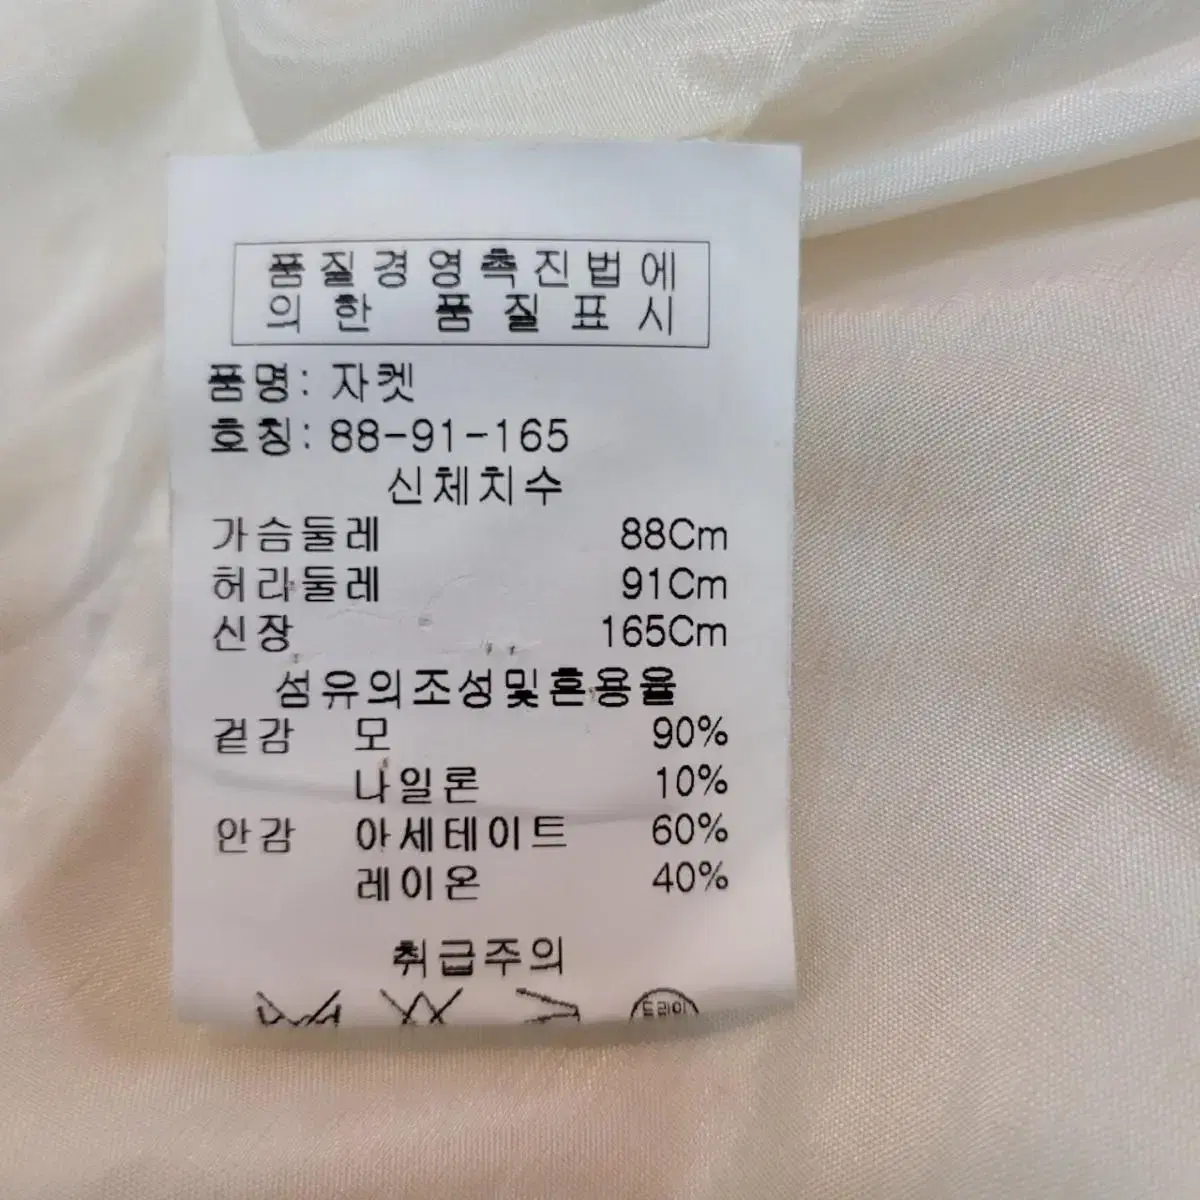 품질경영촉진법에
의한 품질표시
품명: 자켓
호칭: 88-91-165
신체치수
가슴둘레 88Cm
허리둘레 91Cm
신장 165Cm
섬유의조성및혼용율
겉감 모 90%
나일론 10%
안감 아세테이트 60%
레이온 40%
취급주의
드라이